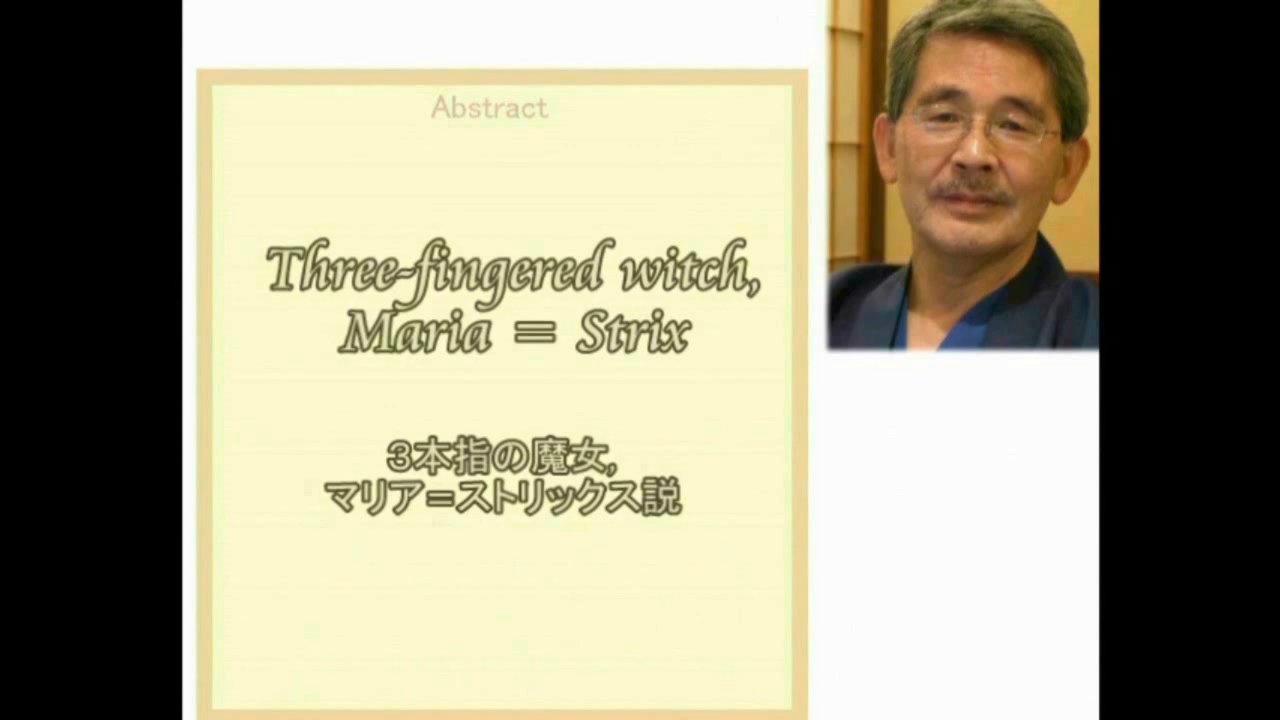 Abstract
Three-fingered witch,
Maria = Strix
3本指の魔女,
マリア=ストリックス説